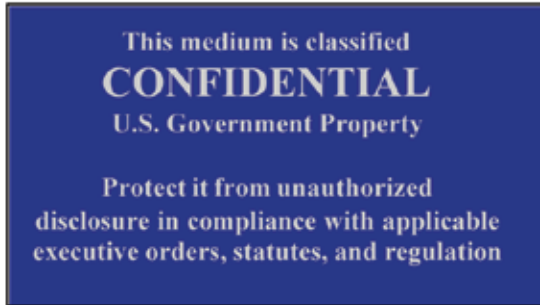 This medium is classified
CONFIDENTIAL
U.S. Government Property
Protect it from unauthorized
disclosure in compliance with applicable
executive orders, statutes, and regulation